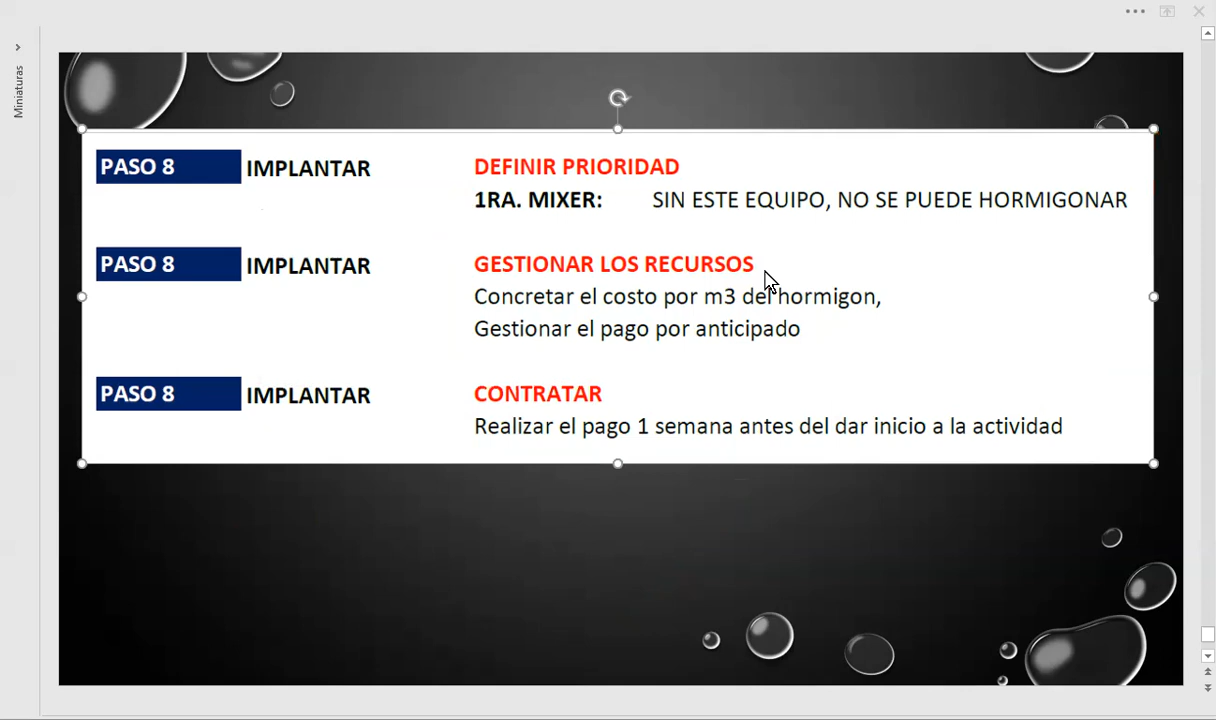 Miniaturas
PASO 8 IMPLANTAR DEFINIR PRIORIDAD
1RA. MIXER: SIN ESTE EQUIPO, NO SE PUEDE HORMIGONAR
PASO 8 IMPLANTAR GESTIONAR LOS RECURSOS
Concretar el costo por m3 del hormigon,
Gestionar el pago por anticipado
PASO 8 IMPLANTAR CONTRATAR
Realizar el pago 1 semana antes del dar inicio a la actividad